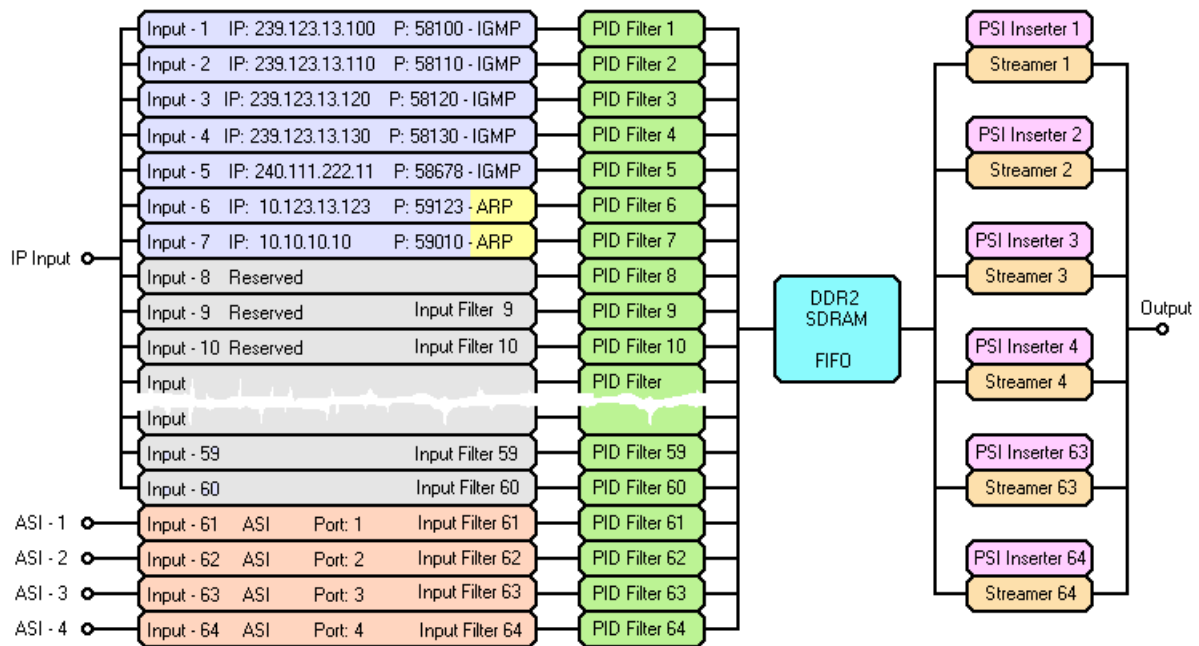 Input - 1 IP: 239.123.13.100 P: 58100 - IGMP
PID Filter 1
Input - 2 IP: 239.123.13.110 P: 58110 - IGMP
PID Filter 2
Input - 3 IP: 239.123.13.120 P: 58120 - IGMP
PID Filter 3
Input - 4 IP: 239.123.13.130 P: 58130 - IGMP
PID Filter 4
Input - 5 IP: 240.111.222.11 P: 58678 - IGMP
PID Filter 5
Input - 6 IP: 10.123.13.123 P: 59123 - ARP
PID Filter 6
Input - 7 IP: 10.10.10.10 P: 59010 - ARP
PID Filter 7
IP Input
Input - 8 Reserved
PID Filter 8
Input - 9 Reserved Input Filter 9
PID Filter 9
Input - 10 Reserved Input Filter 10
PID Filter 10
Input
PID Filter
Input
Input - 59 Input Filter 59
PID Filter 59
Input - 60 Input Filter 60
PID Filter 60
ASI - 1
Input - 61 ASI Port: 1 Input Filter 61
PID Filter 61
ASI - 2
Input - 62 ASI Port: 2 Input Filter 62
PID Filter 62
ASI - 3
Input - 63 ASI Port: 3 Input Filter 63
PID Filter 63
ASI - 4
Input - 64 ASI Port: 4 Input Filter 64
PID Filter 64
DDR2
SDRAM
FIFO
PSI Inserter 1
Streamer 1
PSI Inserter 2
Streamer 2
PSI Inserter 3
Streamer 3
PSI Inserter 4
Streamer 4
PSI Inserter 63
Streamer 63
PSI Inserter 64
Streamer 64
Output